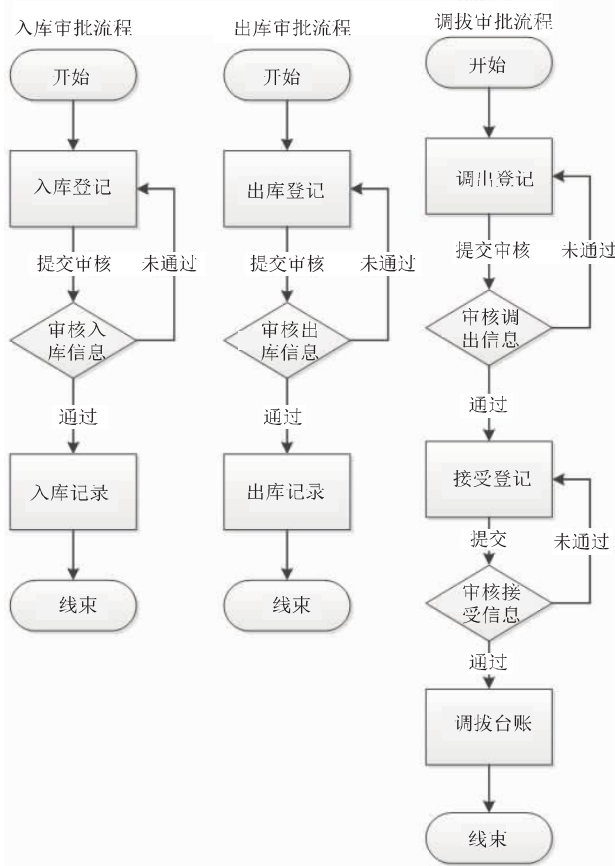 入库审批流程
开始
入库登记
提交审核
未通过
审核入
库信息
通过
入库记录
线束
出库审批流程
开始
出库登记
提交审核
未通过
审核出
库信息
通过
出库记录
线束
调拔审批流程
开始
调出登记
提交审核
未通过
审核调
出信息
通过
接受登记
提交
未通过
审核接
受信息
通过
调拔台账
线束